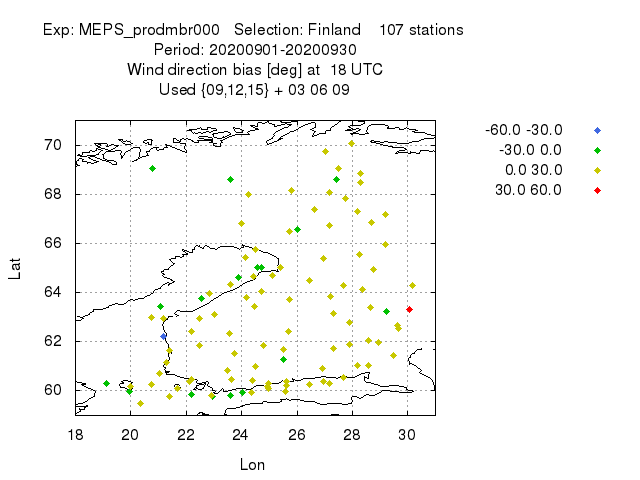 Exp: MEPS_prodmbr000 Selection: Finland 107 stations
Period: 20200901-20200930
Wind direction bias [deg] at 18 UTC
Used {09,12,15} + 03 06 09
-60.0 -30.0
-30.0 0.0
0.0 30.0
30.0 60.0
70
68
66
64
62
60
Lat
18 20 22 24 26 28 30
Lon